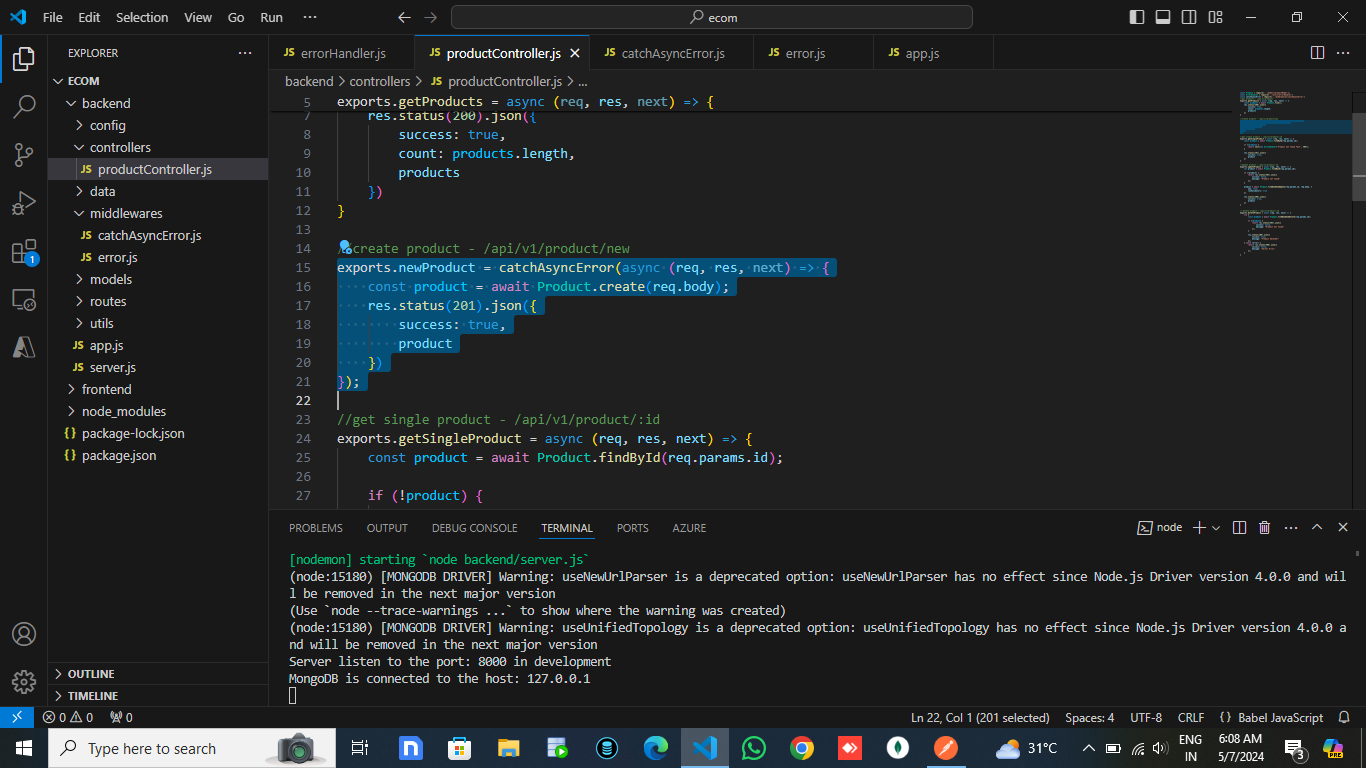 File Edit Selection View Go Run ··· ecom
EXPLORER ···
ECOM
backend
config
controllers
JS productController.js
data
middlewares
JS catchAsyncError.js
JS error.js
models
routes
utils
JS app.js
JS server.js
frontend
node_modules
{} package-lock.json
{} package.json
OUTLINE
TIMELINE
1
JS errorHandler.js JS productController.js JS catchAsyncError.js JS error.js JS app.js
backend > controllers > JS productController.js > ...
5 exports.getProducts = async (req, res, next) => {
7 res.status(200).json({
8 success: true,
9 count: products.length,
10 products
11 })
12 }
13
14 //create product - /api/v1/product/new
15 exports.newProduct = catchAsyncError(async (req, res, next) => {
16 const product = await Product.create(req.body);
17 res.status(201).json({
18 success: true,
19 product
20 })
21 });
22
23 //get single product - /api/v1/product/:id
24 exports.getSingleProduct = async (req, res, next) => {
25 const product = await Product.findById(req.params.id);
26
27 if (!product) {
PROBLEMS OUTPUT DEBUG CONSOLE TERMINAL PORTS AZURE node
[nodemon] starting `node backend/server.js`
(node:15180) [MONGODB DRIVER] Warning: useNewUrlParser is a deprecated option: useNewUrlParser has no effect since Node.js Driver version 4.0.0 and wil
l be removed in the next major version
(Use `node --trace-warnings ...` to show where the warning was created)
(node:15180) [MONGODB DRIVER] Warning: useUnifiedTopology is a deprecated option: useUnifiedTopology has no effect since Node.js Driver version 4.0.0 a
nd will be removed in the next major version
Server listen to the port: 8000 in development
MongoDB is connected to the host: 127.0.0.1
0 0 0 Ln 22, Col 1 (201 selected) Spaces: 4 UTF-8 CRLF {} Babel JavaScript
Type here to search 31°C ENG IN 6:08 AM 5/7/2024 3 PRE